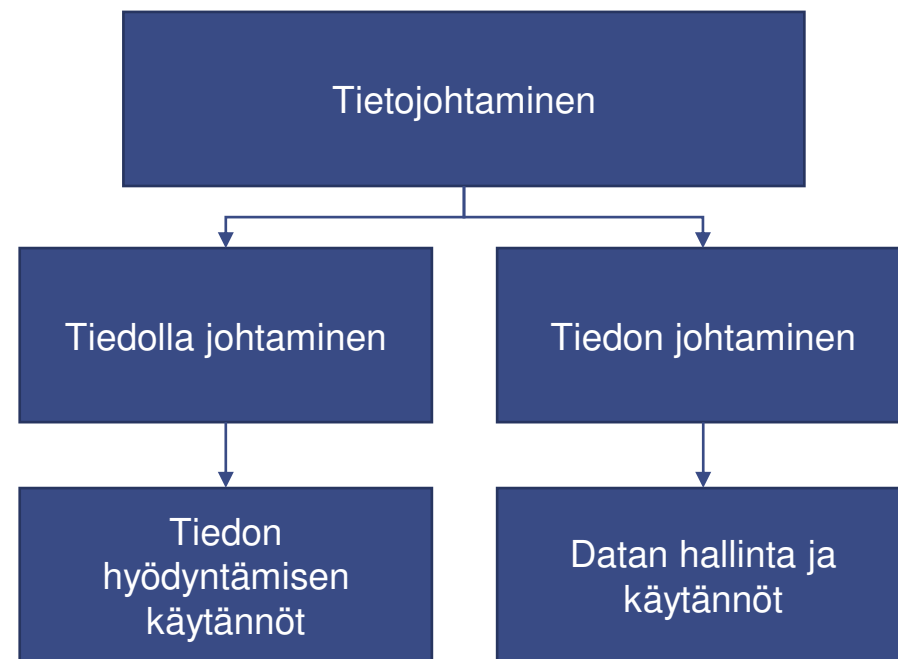 Tietojohtaminen
Tiedolla johtaminen
Tiedon johtaminen
Tiedon
hyödyntämisen
käytännöt
Datan hallinta ja
käytännöt